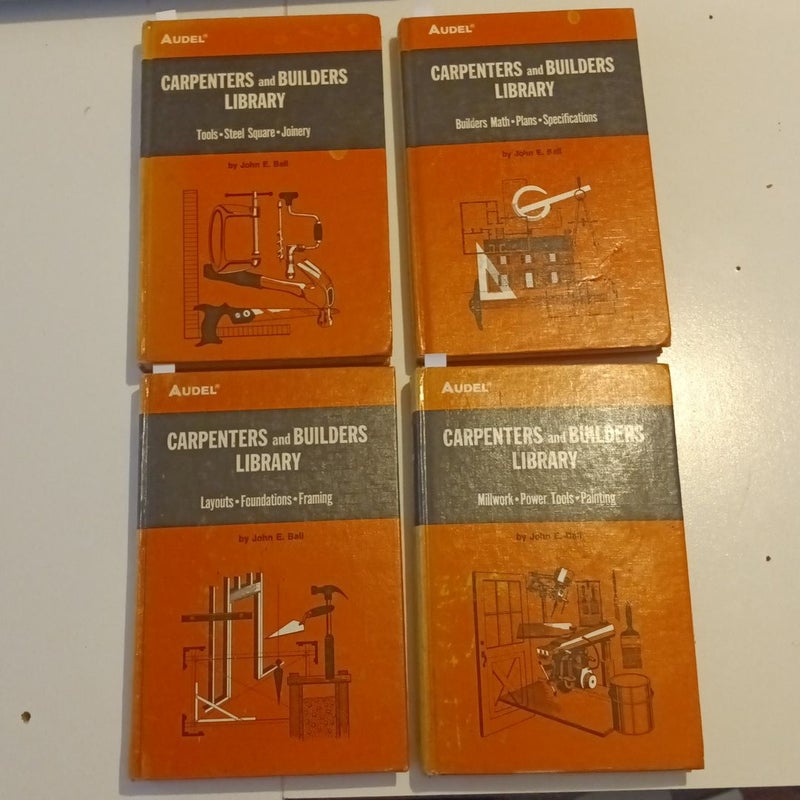 AUDEL®
CARPENTERS and BUILDERS
LIBRARY
Tools • Steel Square • Joinery
by John E. Ball
AUDEL®
CARPENTERS and BUILDERS
LIBRARY
Builders Math • Plans • Specifications
by John E. Ball
AUDEL®
CARPENTERS and BUILDERS
LIBRARY
Layouts • Foundations • Framing
by John E. Ball
AUDEL®
CARPENTERS and BUILDERS
LIBRARY
Millwork • Power Tools • Painting
by John E. Ball